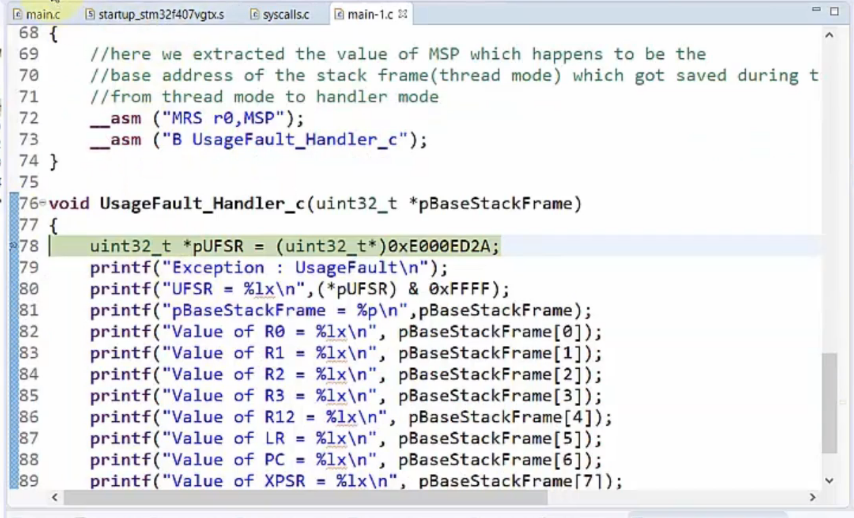 main.c startup_stm32f407vgtx.s syscalls.c main-1.c
68 {
69 //here we extracted the value of MSP which happens to be the
70 //base address of the stack frame(thread mode) which got saved during t
71 //from thread mode to handler mode
72 __asm ("MRS r0,MSP");
73 __asm ("B UsageFault_Handler_c");
74 }
75
76 void UsageFault_Handler_c(uint32_t *pBaseStackFrame)
77 {
78 uint32_t *pUFSR = (uint32_t*)0xE000ED2A;
79 printf("Exception : UsageFault\n");
80 printf("UFSR = %lx\n",(*pUFSR) & 0xFFFF);
81 printf("pBaseStackFrame = %p\n",pBaseStackFrame);
82 printf("Value of R0 = %lx\n", pBaseStackFrame[0]);
83 printf("Value of R1 = %lx\n", pBaseStackFrame[1]);
84 printf("Value of R2 = %lx\n", pBaseStackFrame[2]);
85 printf("Value of R3 = %lx\n", pBaseStackFrame[3]);
86 printf("Value of R12 = %lx\n", pBaseStackFrame[4]);
87 printf("Value of LR = %lx\n", pBaseStackFrame[5]);
88 printf("Value of PC = %lx\n", pBaseStackFrame[6]);
89 printf("Value of XPSR = %lx\n", pBaseStackFrame[7]);